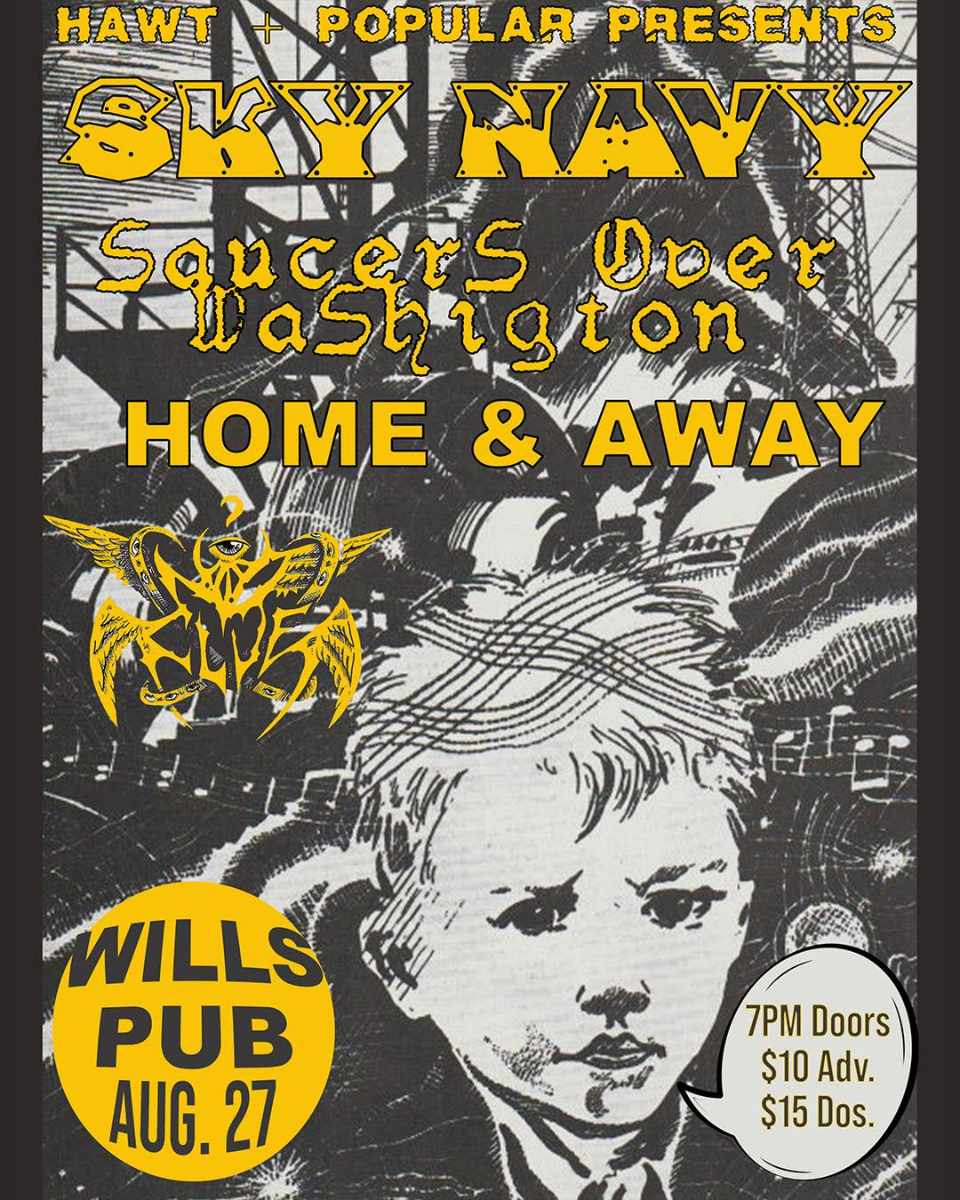 HAWT + POPULAR PRESENTS
SKY NAVY
SaucerS Over
WaShigton
HOME & AWAY
WILLS
PUB
AUG. 27
7PM Doors
$10 Adv.
$15 Dos.